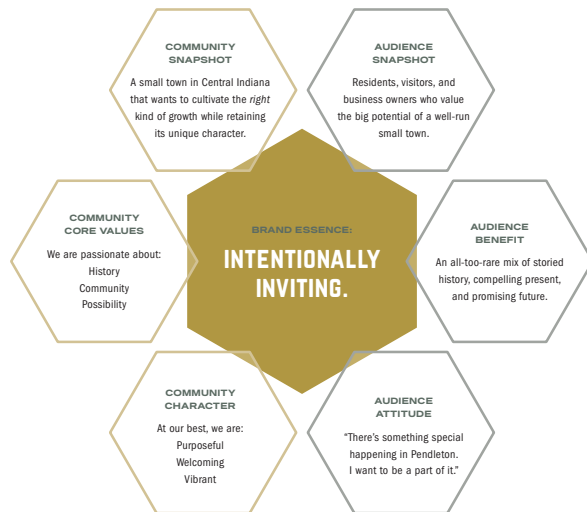 COMMUNITY
SNAPSHOT
A small town in Central Indiana
that wants to cultivate the right
kind of growth while retaining
its unique character.
AUDIENCE
SNAPSHOT
Residents, visitors, and
business owners who value
the big potential of a well-run
small town.
COMMUNITY
CORE VALUES
We are passionate about:
History
Community
Possibility
BRAND ESSENCE:
INTENTIONALLY
INVITING.
AUDIENCE
BENEFIT
An all-too-rare mix of storied
history, compelling present,
and promising future.
COMMUNITY
CHARACTER
At our best, we are:
Purposeful
Welcoming
Vibrant
AUDIENCE
ATTITUDE
“There’s something special
happening in Pendleton.
I want to be a part of it.”